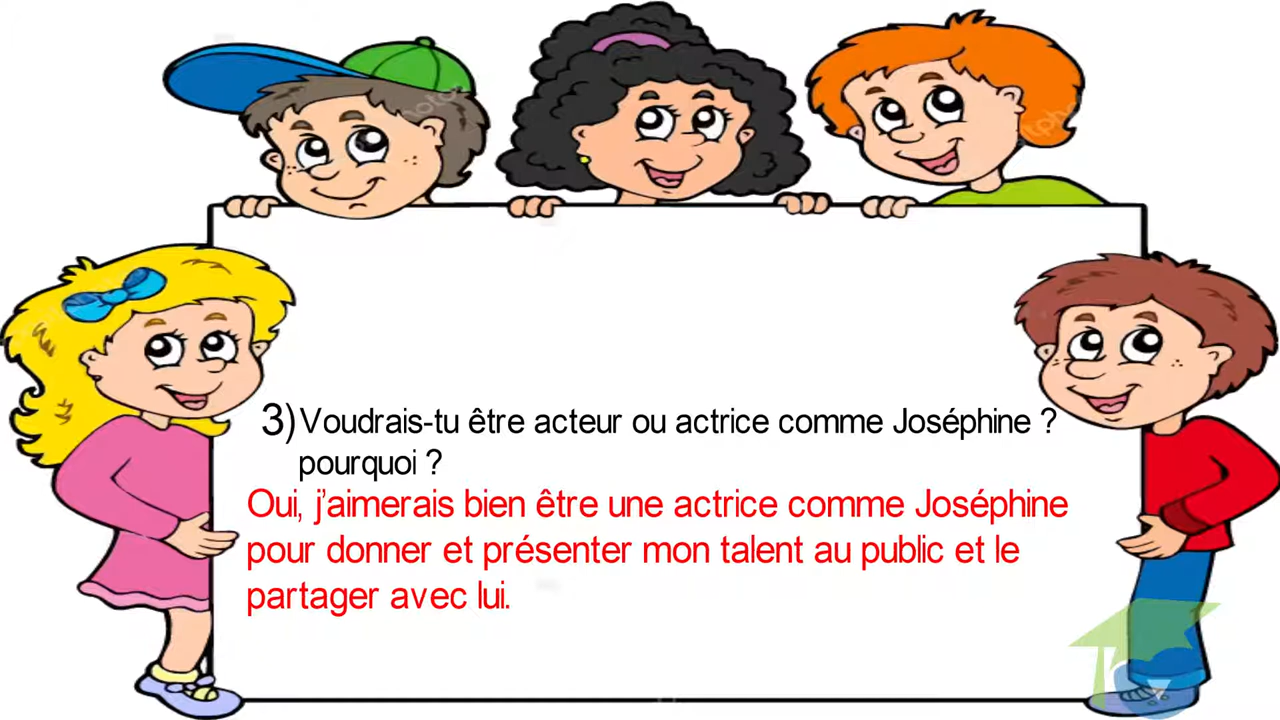 3) Voudrais-tu être acteur ou actrice comme Joséphine ?
pourquoi ?
Oui, j’aimerais bien être une actrice comme Joséphine
pour donner et présenter mon talent au public et le
partager avec lui.